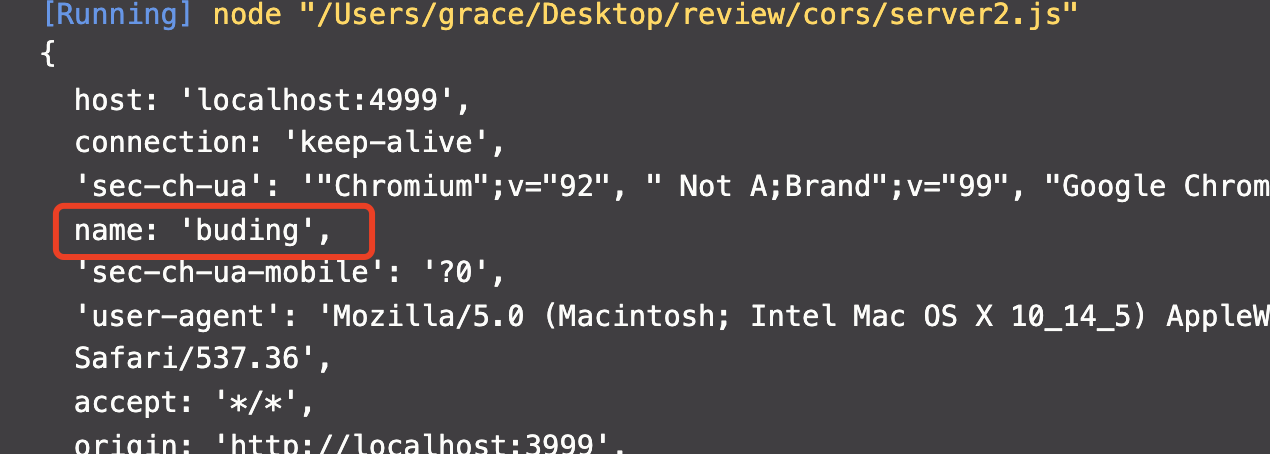 [Running] node "/Users/grace/Desktop/review/cors/server2.js"
{
host: 'localhost:4999',
connection: 'keep-alive',
'sec-ch-ua': '"Chromium";v="92", " Not A;Brand";v="99", "Google Chrom
name: 'buding',
'sec-ch-ua-mobile': '?0',
'user-agent': 'Mozilla/5.0 (Macintosh; Intel Mac OS X 10_14_5) AppleW
Safari/537.36',
accept: '*/*',
origin: 'http://localhost:3999',